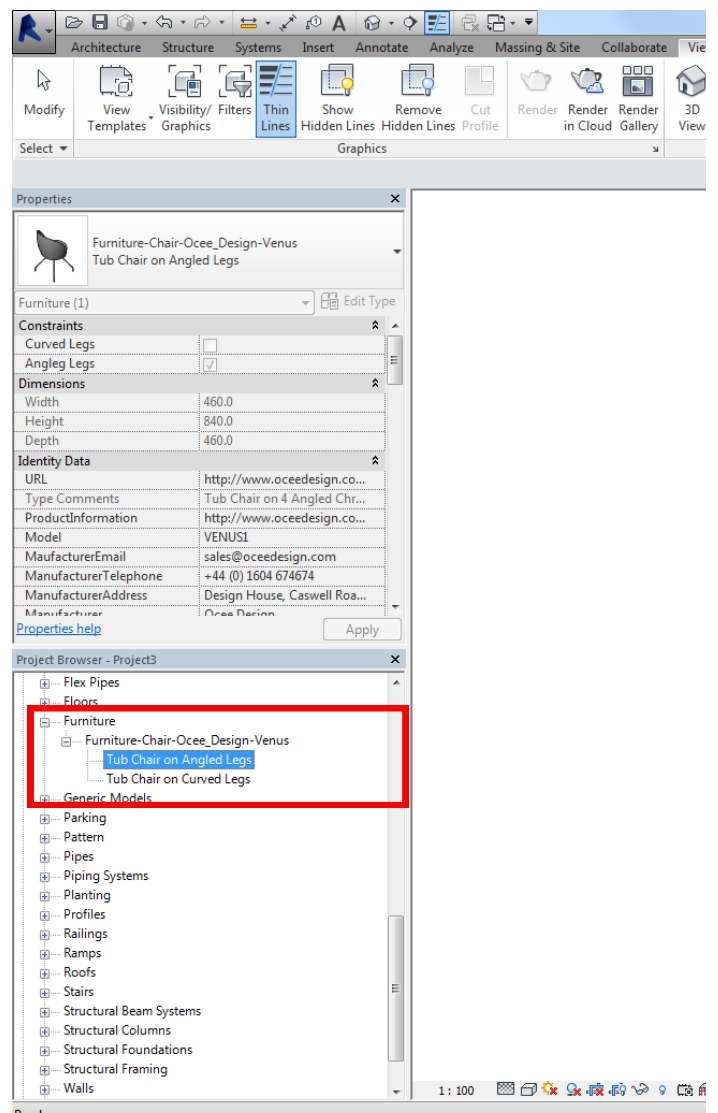 Architecture Structure Systems Insert Annotate Analyze Massing & Site Collaborate Vie
Modify View Templates Visibility/ Graphics Filters Thin Lines Show Hidden Lines Remove Hidden Lines Cut Profile Render Render in Cloud Render Gallery 3D View
Select Graphics
Properties
Furniture-Chair-Ocee_Design-Venus
Tub Chair on Angled Legs
Furniture (1) Edit Type
Constraints
Curved Legs
Angleg Legs
Dimensions
Width 460.0
Height 840.0
Depth 460.0
Identity Data
URL http://www.oceedesign.co...
Type Comments Tub Chair on 4 Angled Chr...
ProductInformation http://www.oceedesign.co...
Model VENUS1
MaufacturerEmail sales@oceedesign.com
ManufacturerTelephone +44 (0) 1604 674674
ManufacturerAddress Design House, Caswell Roa...
Manufacturer Ocee Design
Properties help Apply
Project Browser - Project3
Flex Pipes
Floors
Furniture
Furniture-Chair-Ocee_Design-Venus
Tub Chair on Angled Legs
Tub Chair on Curved Legs
Generic Models
Parking
Pattern
Pipes
Piping Systems
Planting
Profiles
Railings
Ramps
Roofs
Stairs
Structural Beam Systems
Structural Columns
Structural Foundations
Structural Framing
Walls
1 : 100